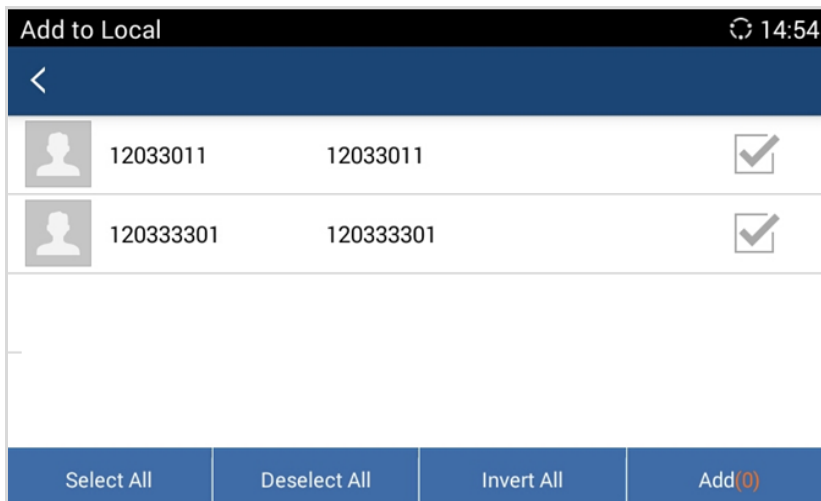 Add to Local 14:54
12033011 12033011
120333301 120333301
Select All Deselect All Invert All Add(0)